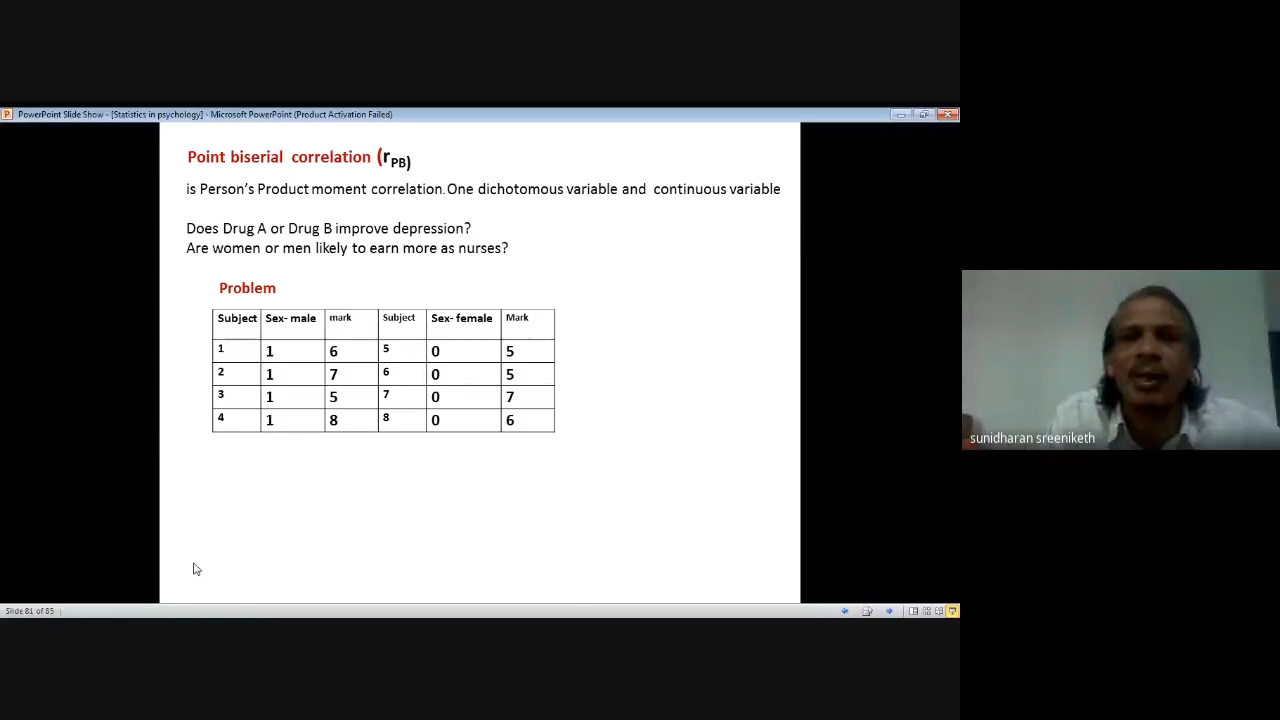 PowerPoint Slide Show - [Statistics in psychology] - Microsoft PowerPoint (Product Activation Failed)
Point biserial correlation (rPB)
is Person's Product moment correlation. One dichotomous variable and continuous variable
Does Drug A or Drug B improve depression?
Are women or men likely to earn more as nurses?
Problem
Subject Sex- male mark Subject Sex- female Mark
1 1 6 5 0 5
2 1 7 6 0 5
3 1 5 7 0 7
4 1 8 8 0 6
sunidharan sreeniketh
Slide 81 of 85